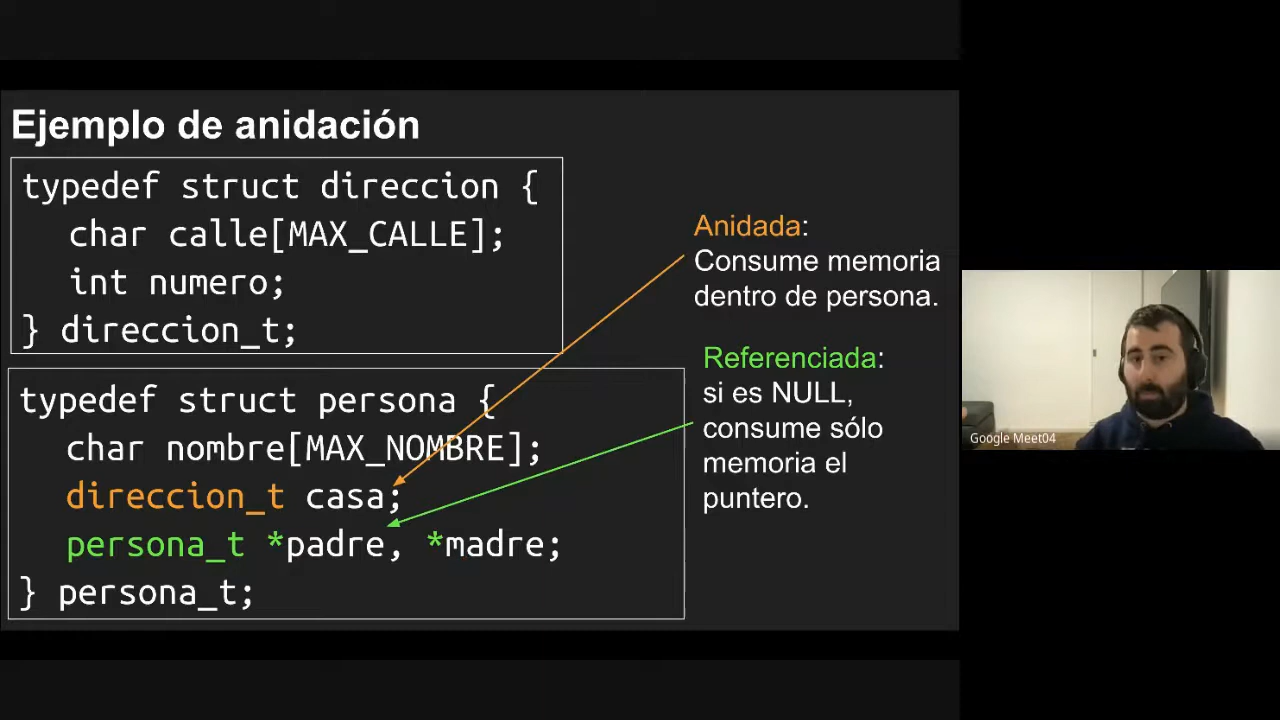 Ejemplo de anidación
typedef struct direccion {
char calle[MAX_CALLE];
int numero;
} direccion_t;
typedef struct persona {
char nombre[MAX_NOMBRE];
direccion_t casa;
persona_t *padre, *madre;
} persona_t;
Anidada:
Consume memoria
dentro de persona.
Referenciada:
si es NULL,
consume sólo
memoria el
puntero.
Google Meet04